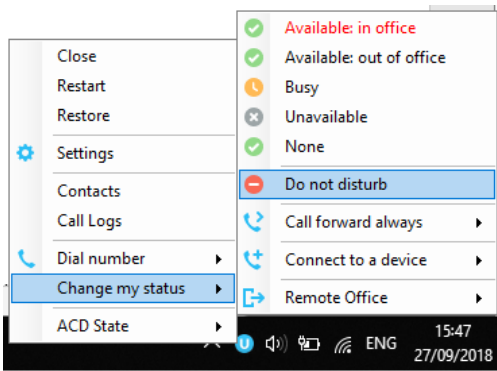 Close
Restart
Restore
Settings
Contacts
Call Logs
Dial number
Change my status
ACD State
Available: in office
Available: out of office
Busy
Unavailable
None
Do not disturb
Call forward always
Connect to a device
Remote Office
U
ENG
15:47
27/09/2018